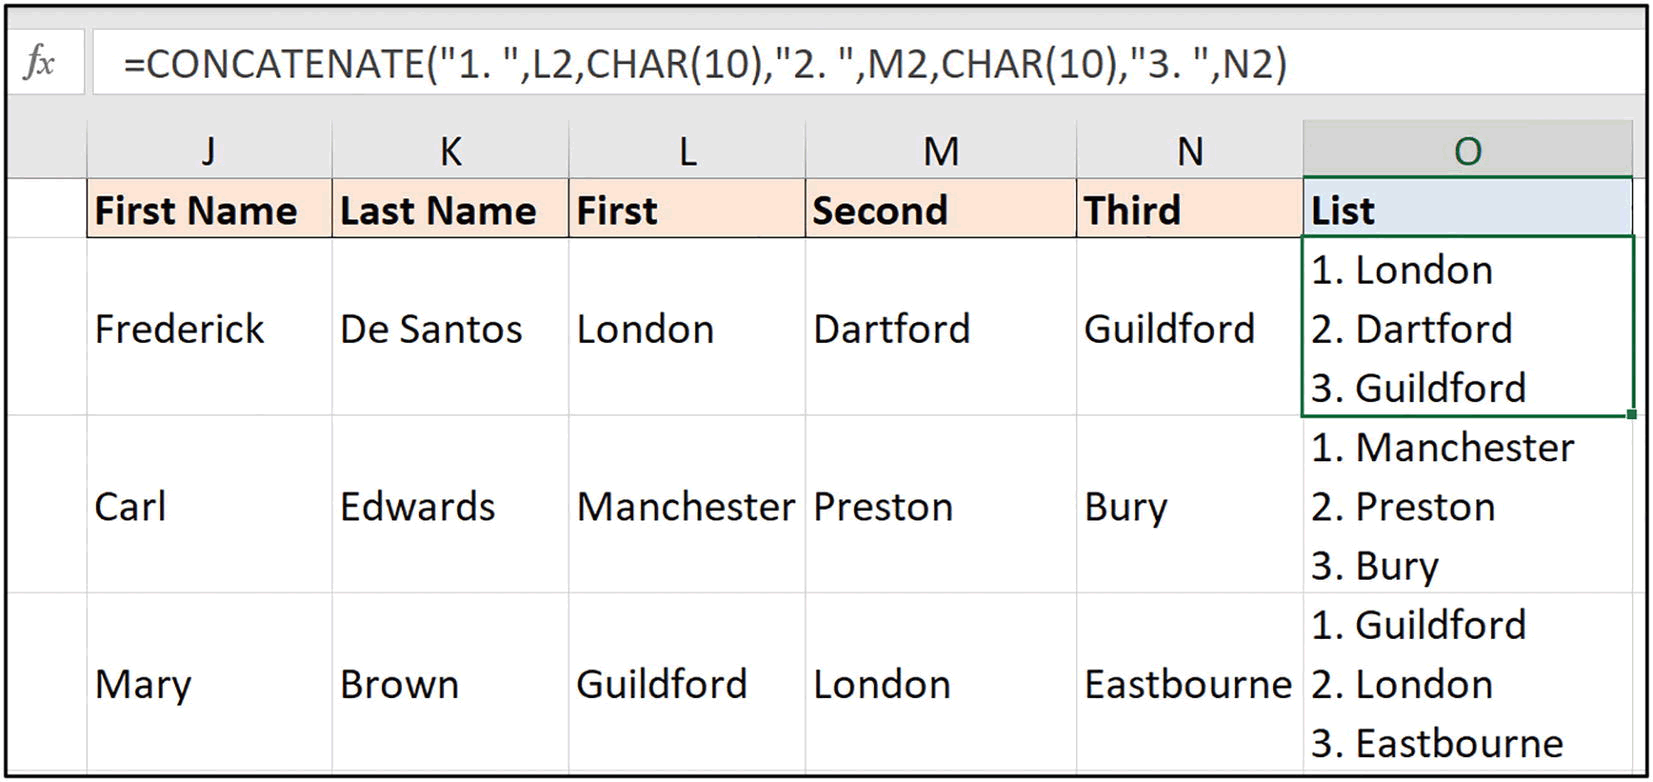 fx =CONCATENATE("1. ",L2,CHAR(10),"2. ",M2,CHAR(10),"3. ",N2)
J K L M N O
First Name Last Name First Second Third List
Frederick De Santos London Dartford Guildford 1. London
2. Dartford
3. Guildford
Carl Edwards Manchester Preston Bury 1. Manchester
2. Preston
3. Bury
Mary Brown Guildford London Eastbourne 1. Guildford
2. London
3. Eastbourne